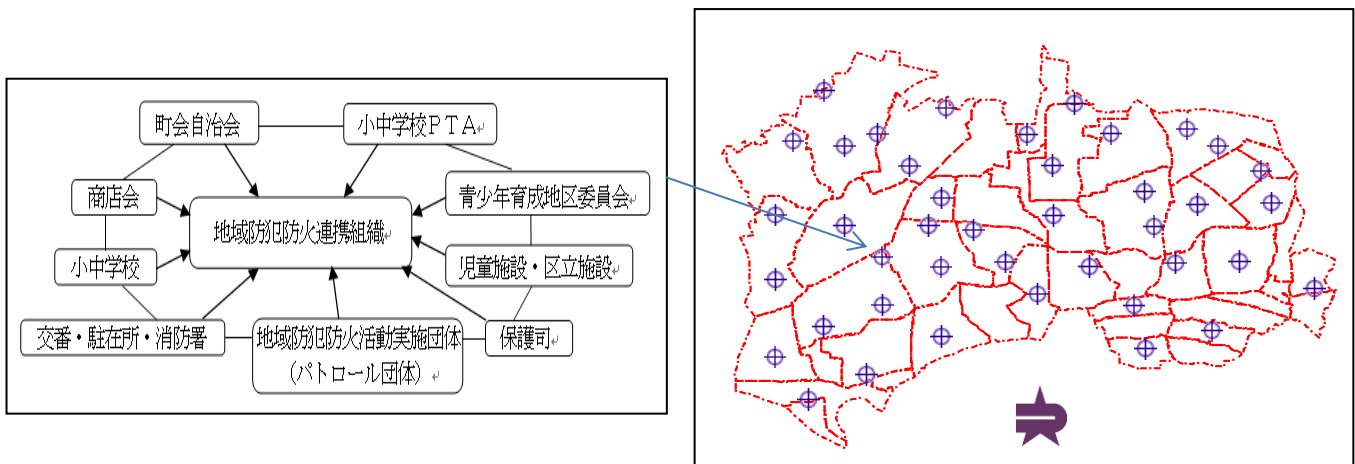 町会自治会
小中学校PTA
商店会
青少年育成地区委員会
地域防犯防火連携組織
小中学校
児童施設・区立施設
交番・駐在所・消防署
地域防犯防火活動実施団体
(パトロール団体)
保護司